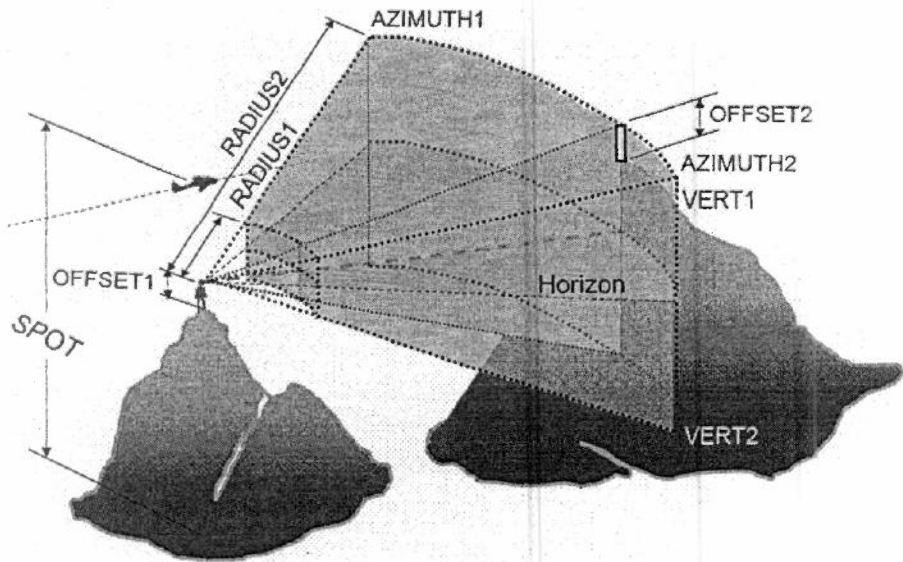 AZIMUTH1
RADIUS2
RADIUS1
OFFSET2
AZIMUTH2
VERT1
OFFSET1
Horizon
SPOT
VERT2